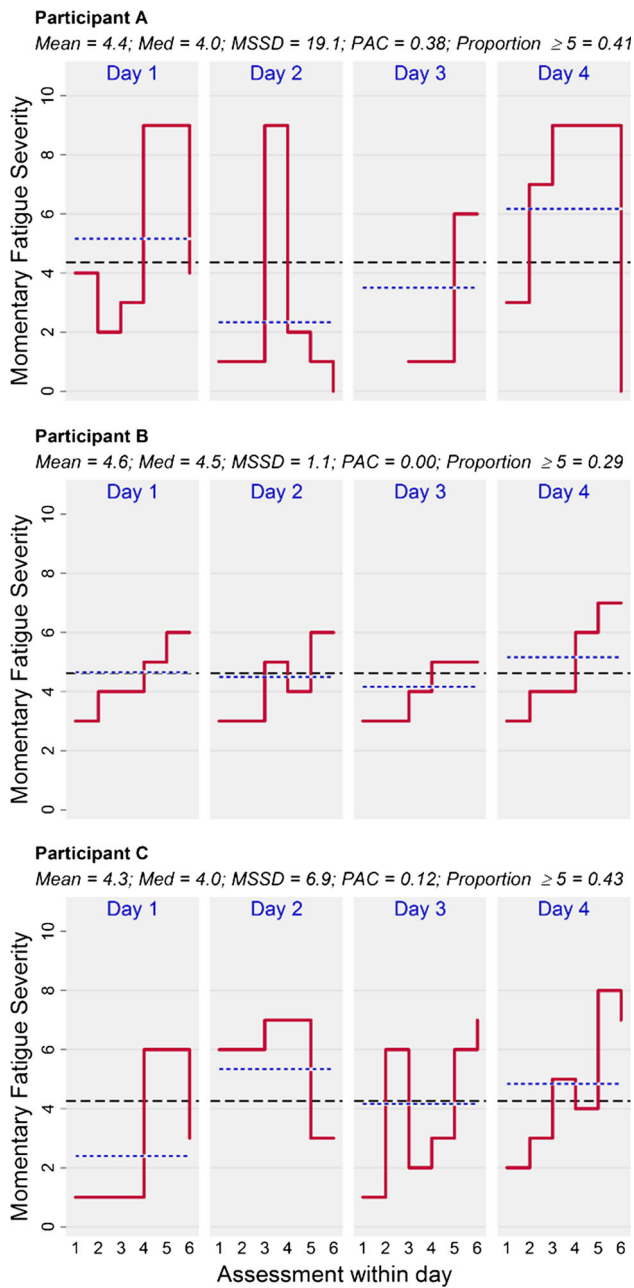 Participant A
Mean = 4.4; Med = 4.0; MSSD = 19.1; PAC = 0.38; Proportion ≥ 5 = 0.41
Day 1 Day 2 Day 3 Day 4
Momentary Fatigue Severity
10
8
6
4
2
0
Participant B
Mean = 4.6; Med = 4.5; MSSD = 1.1; PAC = 0.00; Proportion ≥ 5 = 0.29
Day 1 Day 2 Day 3 Day 4
Momentary Fatigue Severity
10
8
6
4
2
0
Participant C
Mean = 4.3; Med = 4.0; MSSD = 6.9; PAC = 0.12; Proportion ≥ 5 = 0.43
Day 1 Day 2 Day 3 Day 4
Momentary Fatigue Severity
10
8
6
4
2
0
1 2 3 4 5 6 1 2 3 4 5 6 1 2 3 4 5 6 1 2 3 4 5 6
Assessment within day